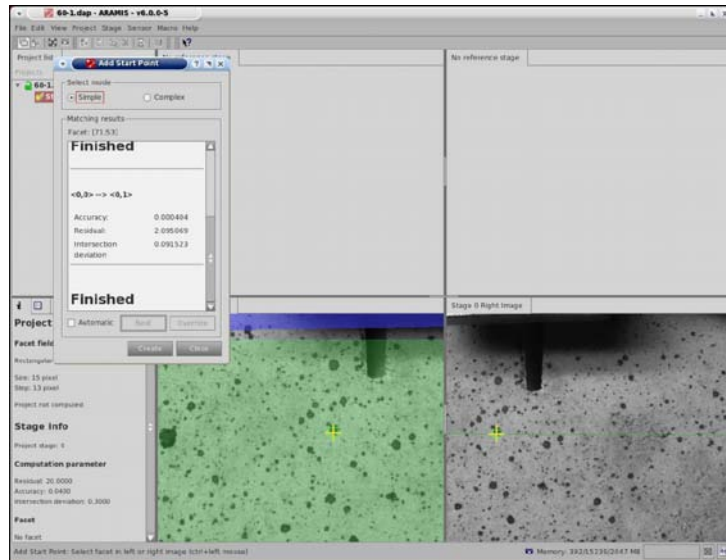 60-1.dap - ARAMIS - v6.0.0-5
File Edit View Project Stage Sensor Macro Help
Add Start Point
No reference stage
Select mode
Simple
Complex
60-1.
Matching results
Facet: [71,53]
Finished
<0,0> --> <0,1>
Accuracy: 0.000404
Residual: 2.095069
Intersection deviation 0.091523
Finished
Automatic
Create
Close
Stage 0 Right Image
Project
Facet field
Rectangular
Size: 15 pixel
Step: 13 pixel
Project not computed
Stage Info
Computation parameter
Residual: 20.0000
Accuracy: 0.0400
Intersection deviation: 0.3000
Facet
No facet
Add Start Point: Select facet in left or right image (ctrl+left mouse)